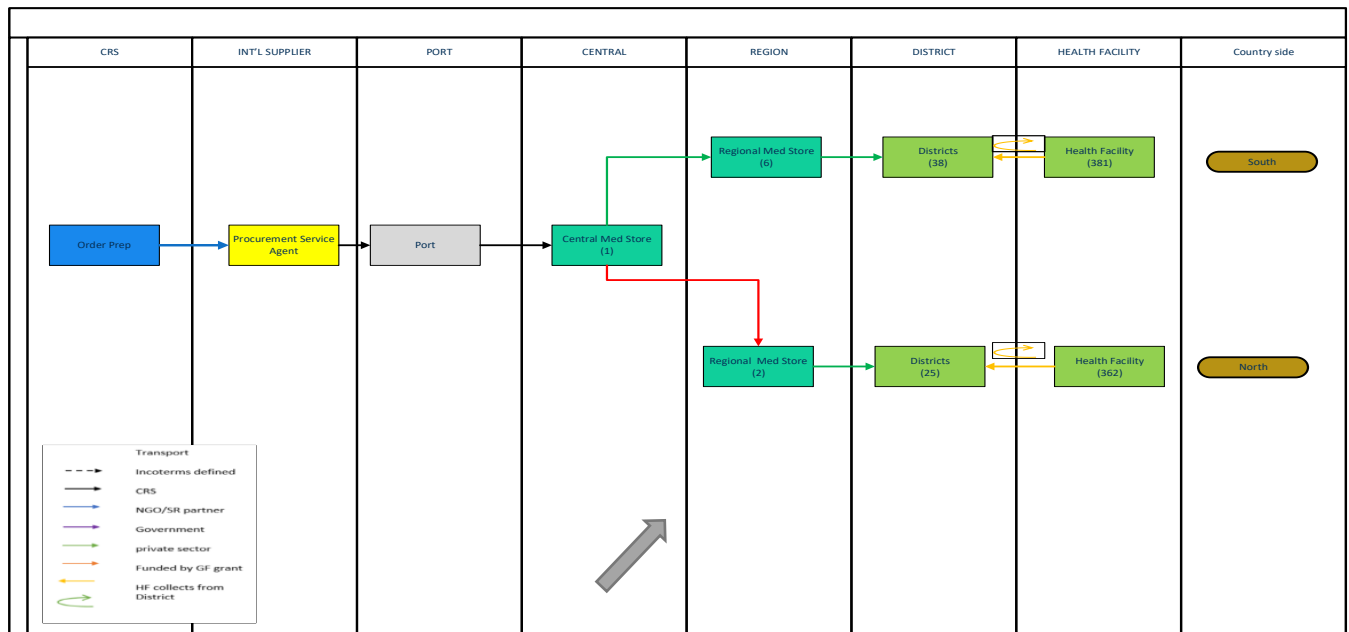 CRS
INT'L SUPPLIER
PORT
CENTRAL
REGION
DISTRICT
HEALTH FACILITY
Country side
Regional Med Store
(6)
Districts
(38)
Health Facility
(381)
South
Order Prep
Procurement Service
Agent
Port
Central Med Store
(1)
Regional Med Store
(2)
Districts
(25)
Health Facility
(362)
North
Transport
Incoterms defined
CRS
NGO/SR partner
Government
private sector
Funded by GF grant
HF collects from
District